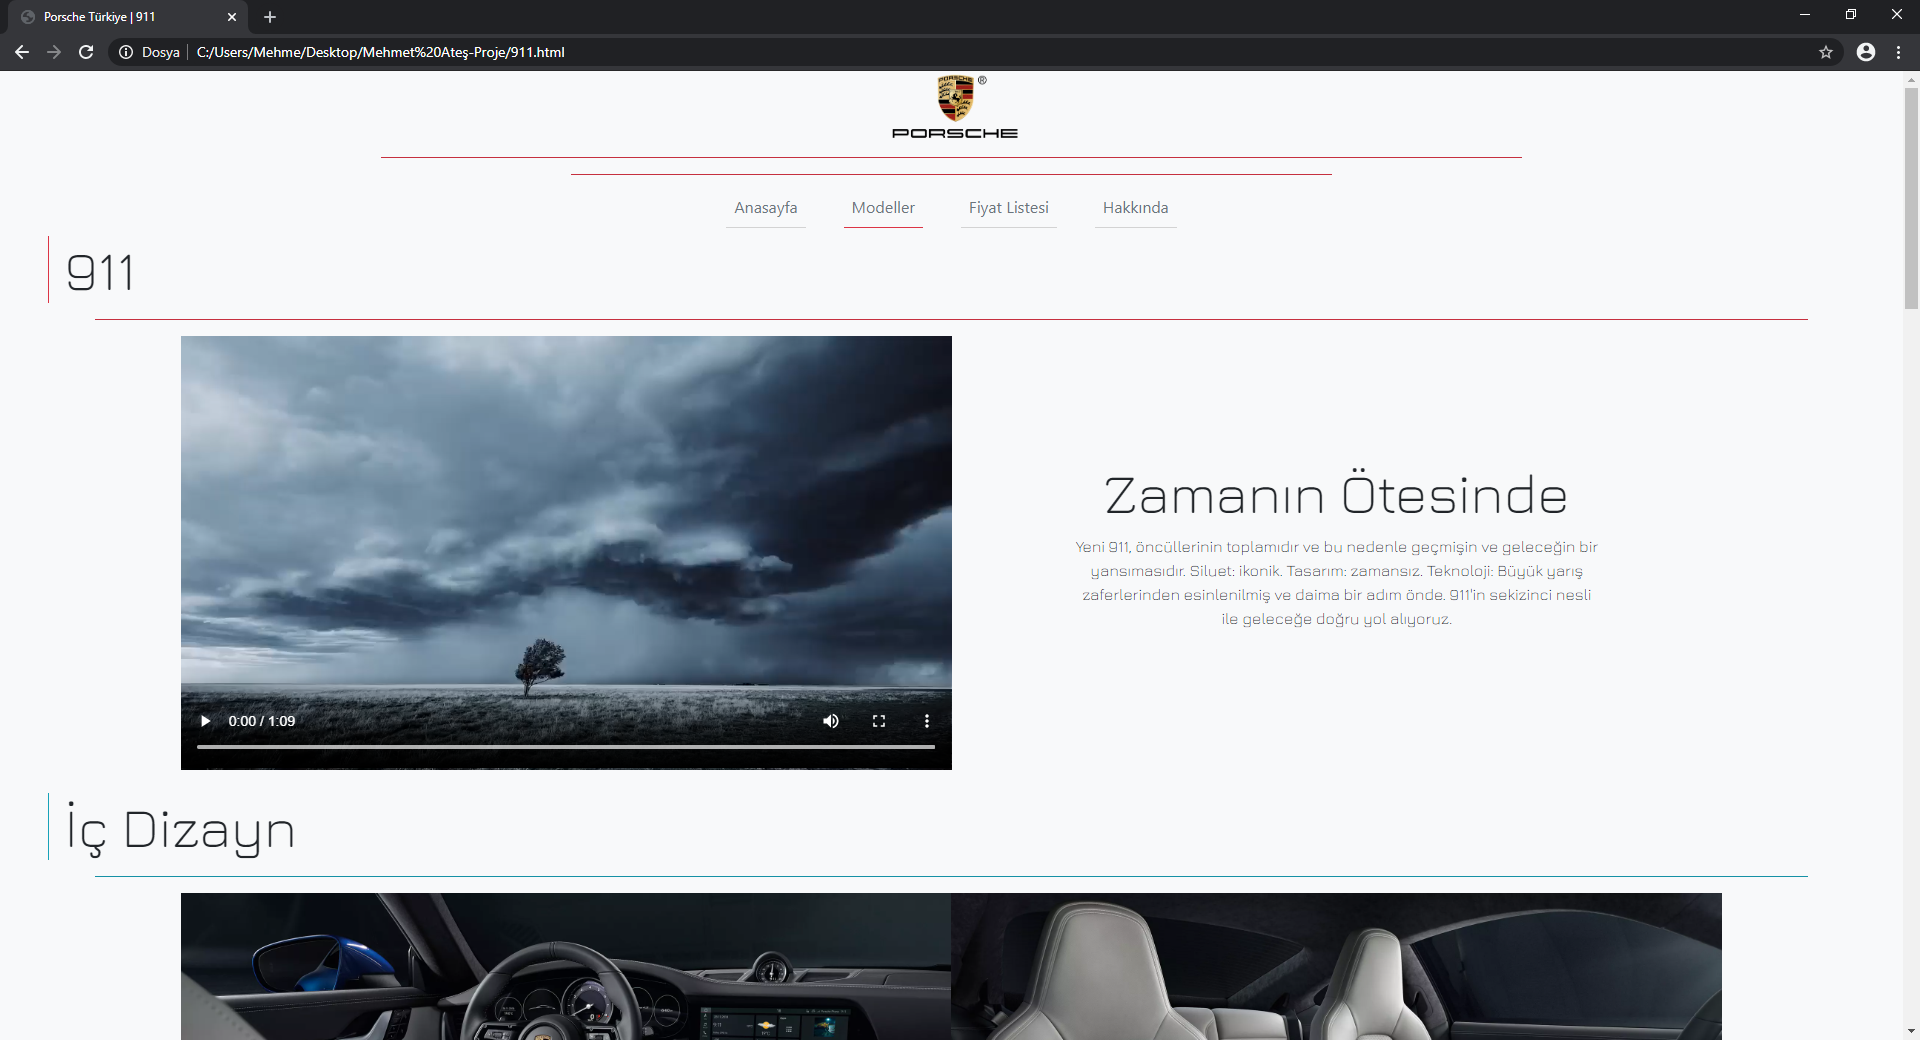 Porsche Türkiye | 911
Dosya C:/Users/Mehme/Desktop/Mehmet%20Ateş-Proje/911.html
PORSCHE ®
PORSCHE
Anasayfa Modeller Fiyat Listesi Hakkında
911
0:00 / 1:09
Zamanın Ötesinde
Yeni 911, öncüllerinin toplamıdır ve bu nedenle geçmişin ve geleceğin bir
yansımasıdır. Siluet: ikonik. Tasarım: zamansız. Teknoloji: Büyük yarış
zaferlerinden esinlenilmiş ve daima bir adım önde. 911'in sekizinci nesli
ile geleceğe doğru yol alıyoruz.
İç Dizayn